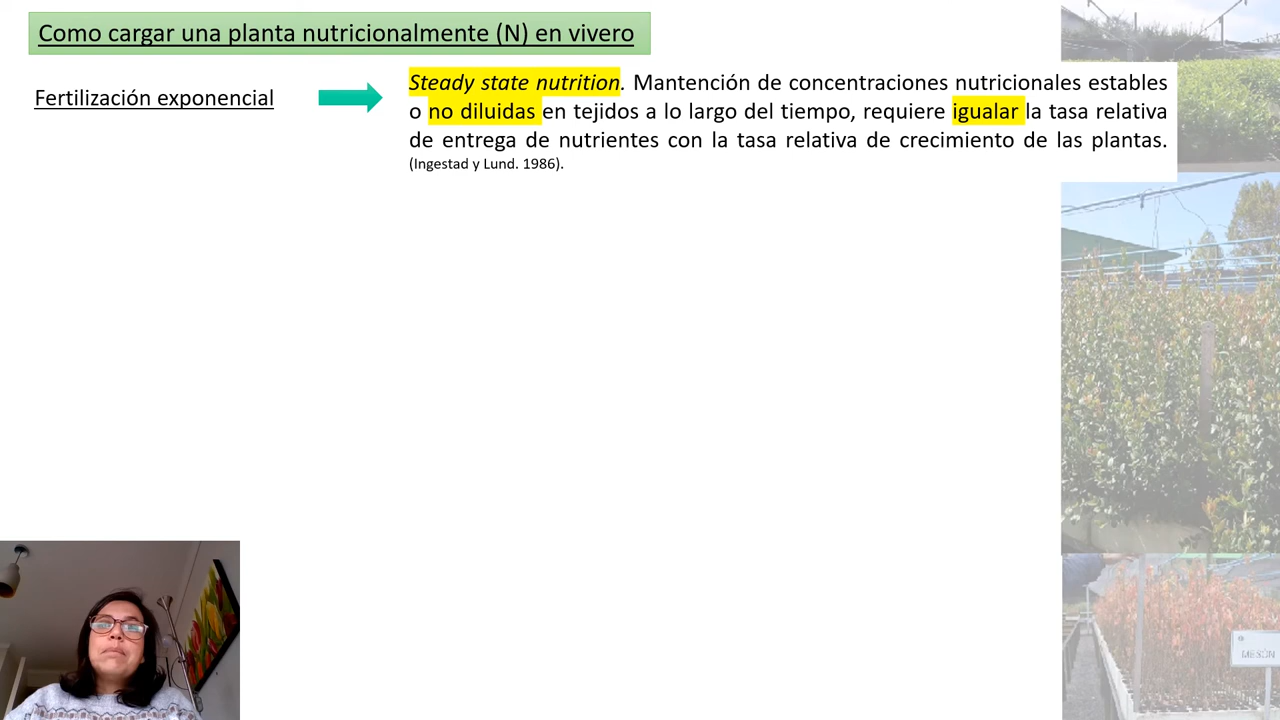 Como cargar una planta nutricionalmente (N) en vivero
Fertilización exponencial
Steady state nutrition. Mantención de concentraciones nutricionales estables
o no diluidas en tejidos a lo largo del tiempo, requiere igualar la tasa relativa
de entrega de nutrientes con la tasa relativa de crecimiento de las plantas.
(Ingestad y Lund. 1986).
MESÓN